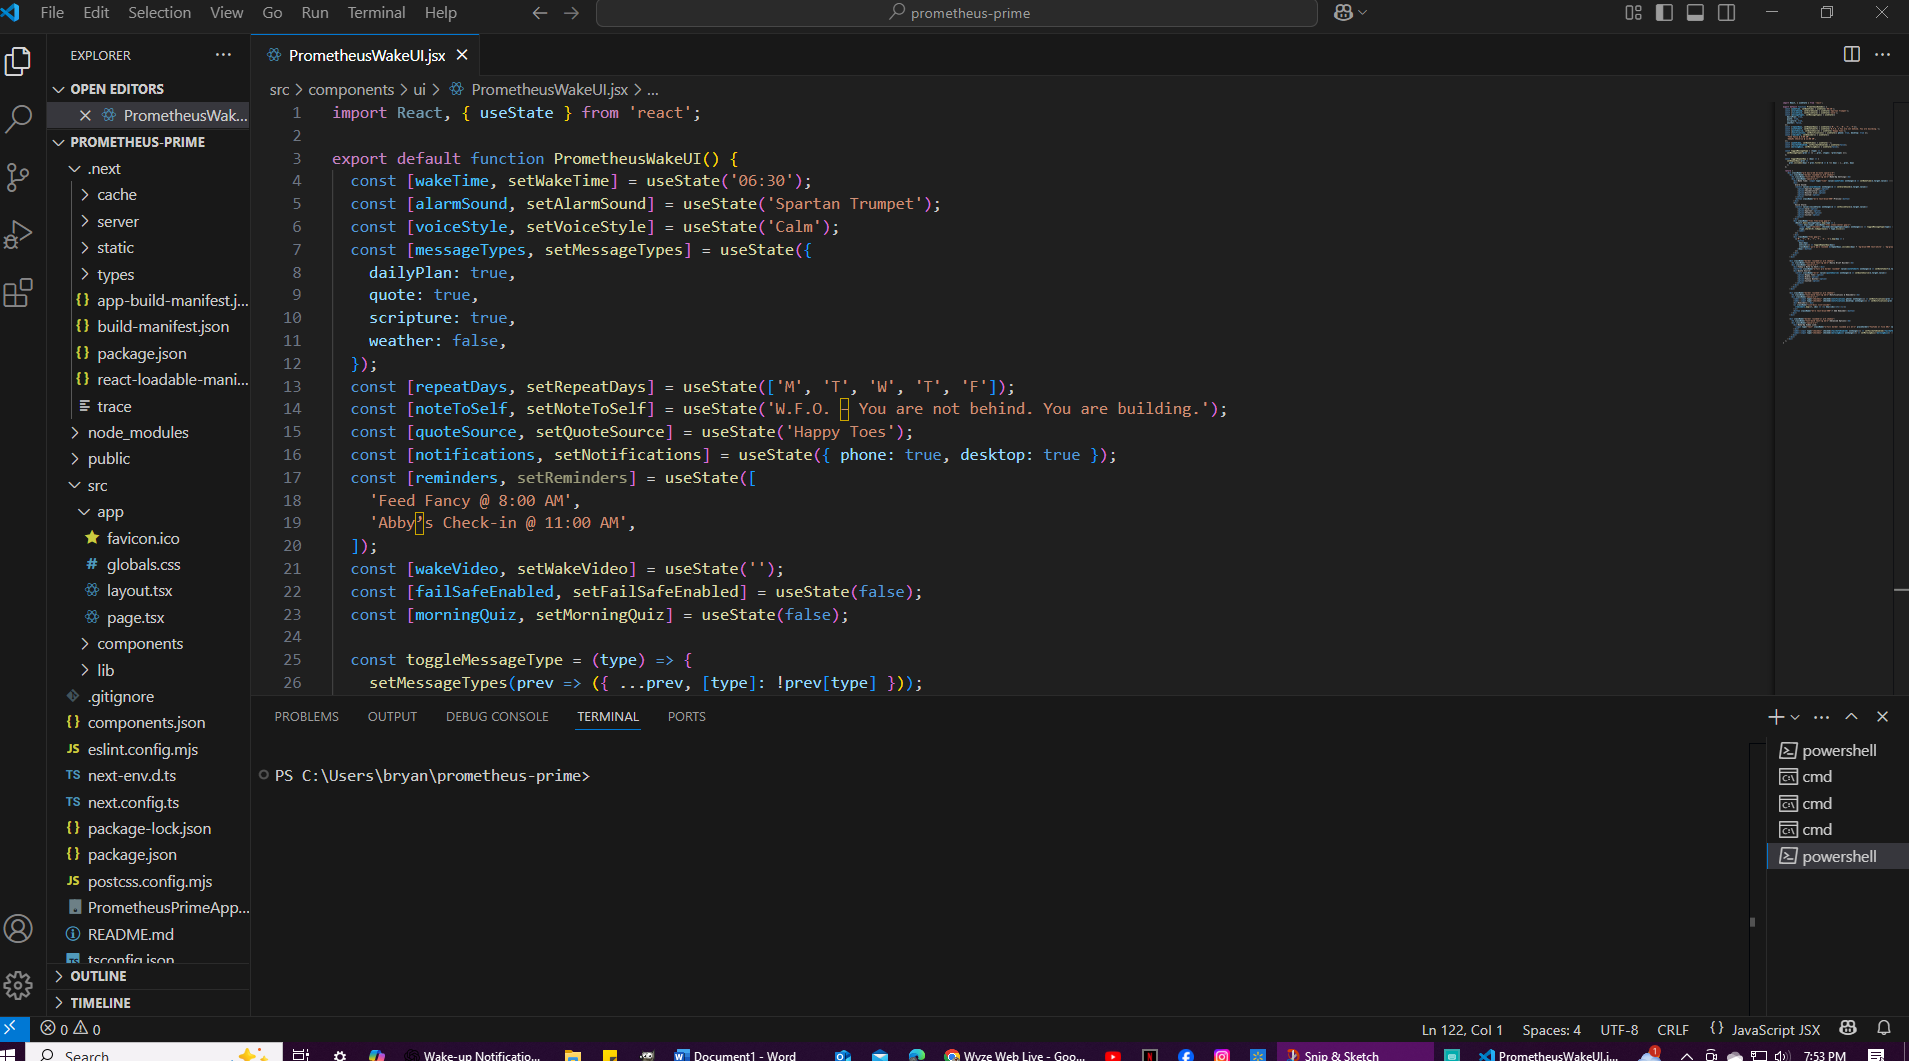 File Edit Selection View Go Run Terminal Help
prometheus-prime
EXPLORER
OPEN EDITORS
PrometheusWak...
PROMETHEUS-PRIME
.next
cache
server
static
types
{} app-build-manifest.j...
{} build-manifest.json
{} package.json
{} react-loadable-mani...
trace
node_modules
public
src
app
favicon.ico
# globals.css
layout.tsx
page.tsx
components
lib
.gitignore
{} components.json
JS eslint.config.mjs
TS next-env.d.ts
TS next.config.ts
{} package-lock.json
{} package.json
JS postcss.config.mjs
PrometheusPrimeApp...
README.md
tsconfig.json
OUTLINE
TIMELINE
PrometheusWakeUI.jsx
src > components > ui > PrometheusWakeUI.jsx > ...
1 import React, { useState } from 'react';
2
3 export default function PrometheusWakeUI() {
4 const [wakeTime, setWakeTime] = useState('06:30');
5 const [alarmSound, setAlarmSound] = useState('Spartan Trumpet');
6 const [voiceStyle, setVoiceStyle] = useState('Calm');
7 const [messageTypes, setMessageTypes] = useState({
8 dailyPlan: true,
9 quote: true,
10 scripture: true,
11 weather: false,
12 });
13 const [repeatDays, setRepeatDays] = useState(['M', 'T', 'W', 'T', 'F']);
14 const [noteToSelf, setNoteToSelf] = useState('W.F.O. – You are not behind. You are building.');
15 const [quoteSource, setQuoteSource] = useState('Happy Toes');
16 const [notifications, setNotifications] = useState({ phone: true, desktop: true });
17 const [reminders, setReminders] = useState([
18 'Feed Fancy @ 8:00 AM',
19 'Abby’s Check-in @ 11:00 AM',
20 ]);
21 const [wakeVideo, setWakeVideo] = useState('');
22 const [failSafeEnabled, setFailSafeEnabled] = useState(false);
23 const [morningQuiz, setMorningQuiz] = useState(false);
24
25 const toggleMessageType = (type) => {
26 setMessageTypes(prev => ({ ...prev, [type]: !prev[type] }));
PROBLEMS OUTPUT DEBUG CONSOLE TERMINAL PORTS
PS C:\Users\bryan\prometheus-prime>
powershell
cmd
cmd
cmd
powershell
0 0
Ln 122, Col 1 Spaces: 4 UTF-8 CRLF {} JavaScript JSX
Search
Wake-up Notificatio...
Document1 - Word
Wyze Web Live - Goo...
Snip & Sketch
PrometheusWakeUI.j...
1
7:53 PM